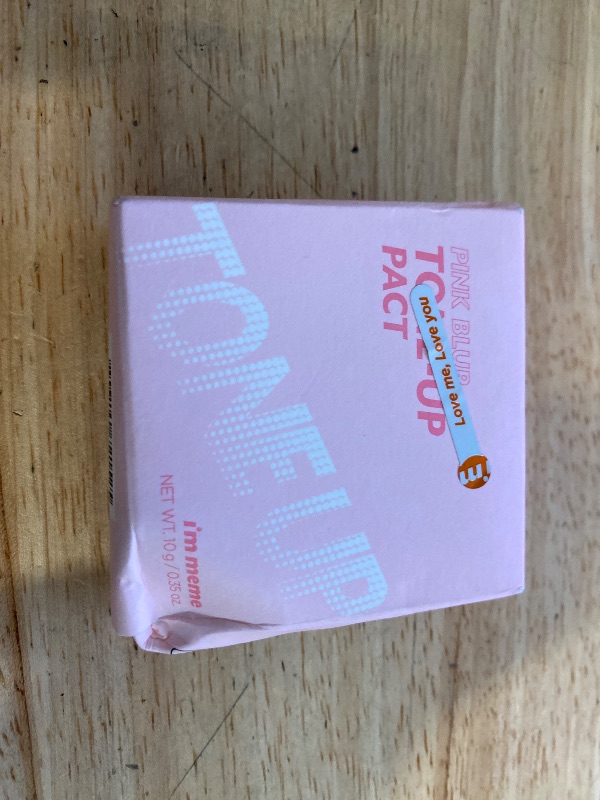 PINK BLUR
TONE-UP
PACT
Love me, Love you
i'm
TONE UP
i'm meme
NET WT. 10 g / 0.35 oz.